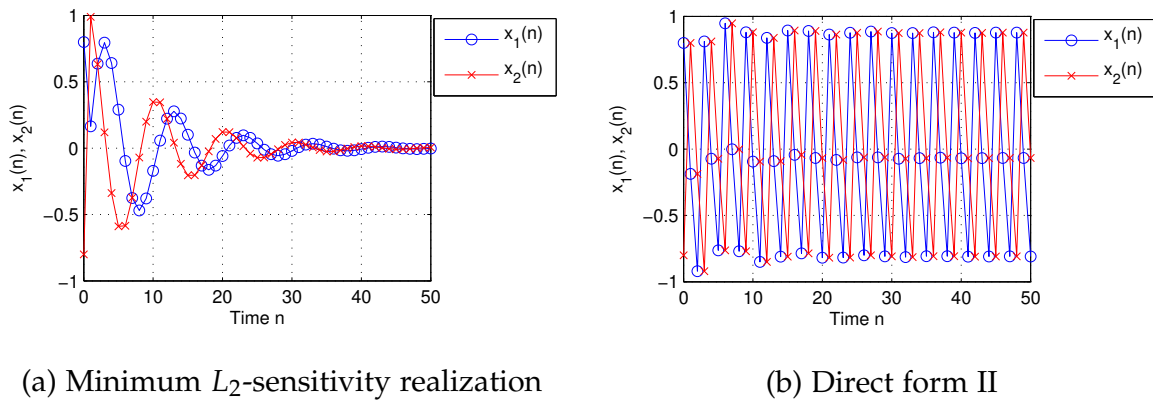 x₁(n), x₂(n)
1
0.5
0
−0.5
−1
0 10 20 30 40 50
Time n
x₁(n)
x₂(n)
(a) Minimum L₂-sensitivity realization
x₁(n), x₂(n)
1
0.5
0
−0.5
−1
0 10 20 30 40 50
Time n
x₁(n)
x₂(n)
(b) Direct form II